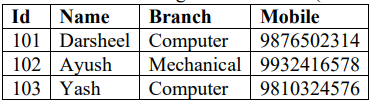 Id Name Branch Mobile
101 Darsheel Computer 9876502314
102 Ayush Mechanical 9932416578
103 Yash Computer 9810324576